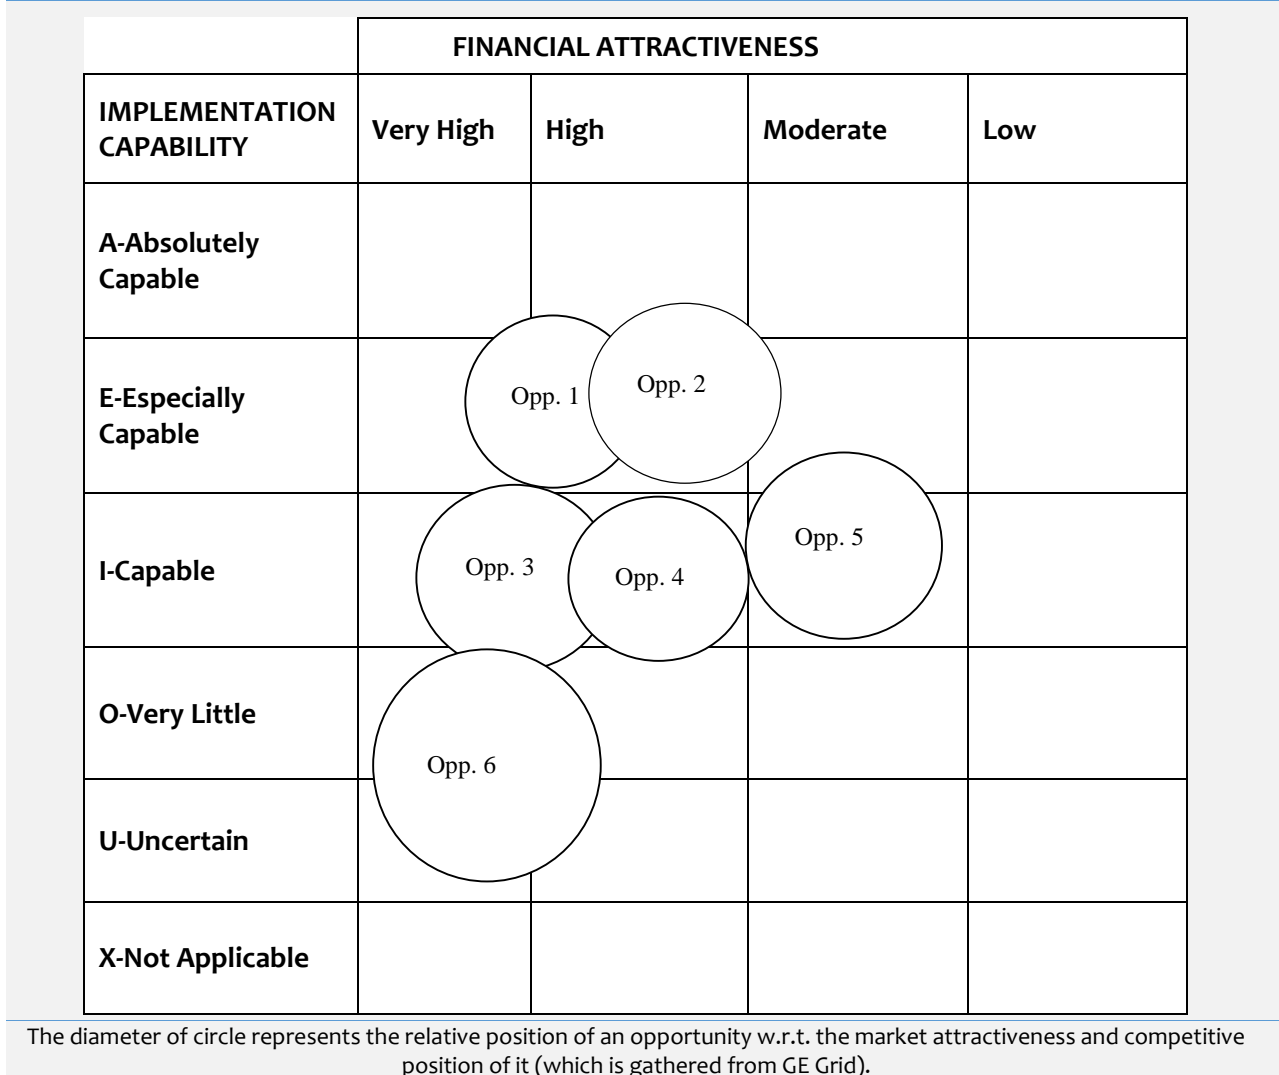 FINANCIAL ATTRACTIVENESS
IMPLEMENTATION
CAPABILITY
Very High
High
Moderate
Low
A-Absolutely
Capable
E-Especially
Capable
Opp. 1
Opp. 2
I-Capable
Opp. 3
Opp. 4
Opp. 5
O-Very Little
Opp. 6
U-Uncertain
X-Not Applicable
The diameter of circle represents the relative position of an opportunity w.r.t. the market attractiveness and competitive
position of it (which is gathered from GE Grid).